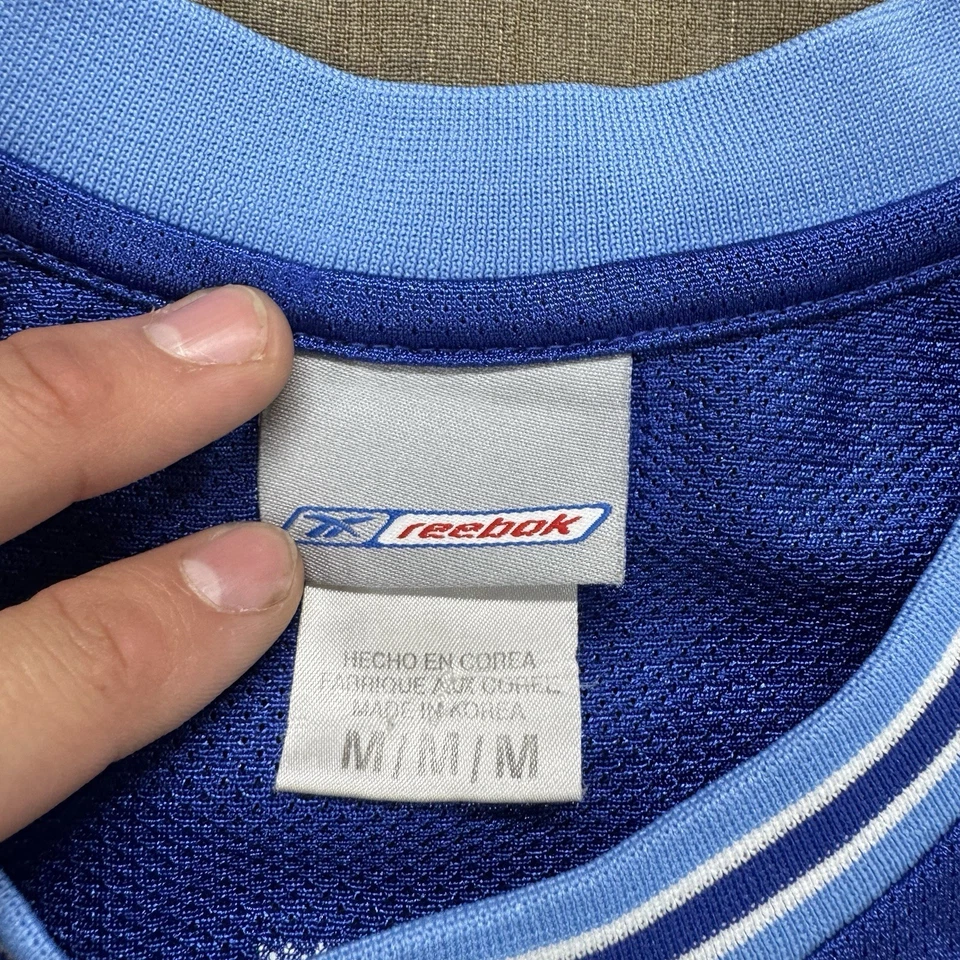 reebok
HECHO EN COREA
FABRIQUE AUX COREE
MADE IN KOREA
M/M/M